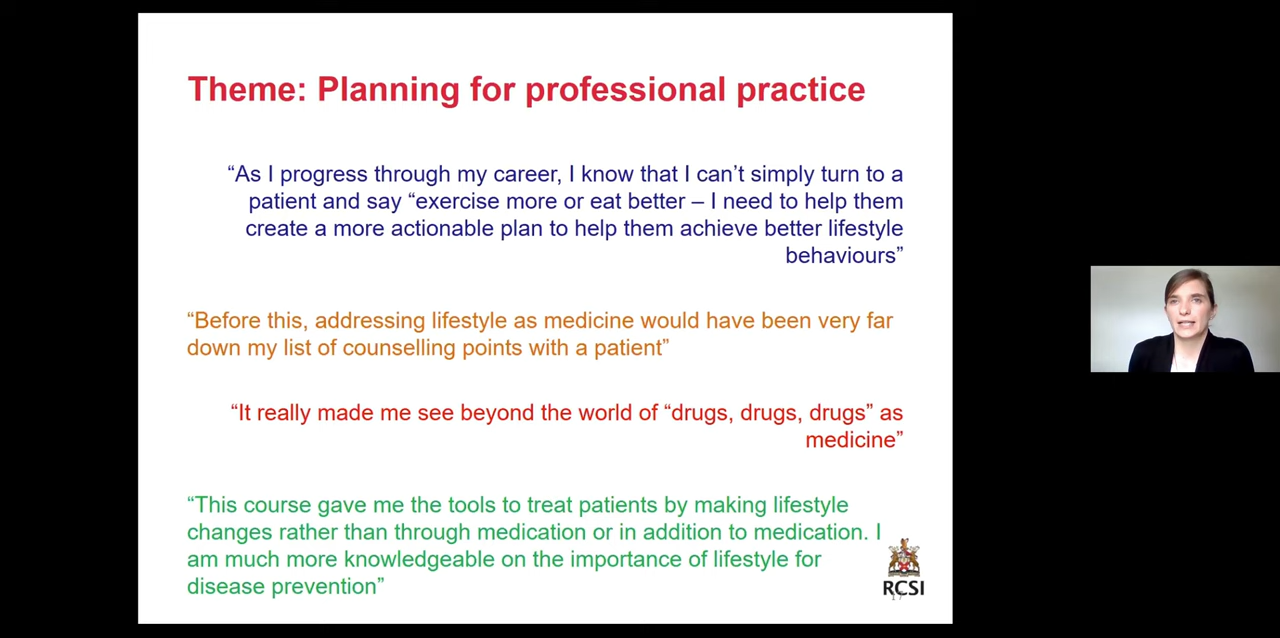 Theme: Planning for professional practice
“As I progress through my career, I know that I can’t simply turn to a
patient and say “exercise more or eat better – I need to help them
create a more actionable plan to help them achieve better lifestyle
behaviours”
“Before this, addressing lifestyle as medicine would have been very far
down my list of counselling points with a patient”
“It really made me see beyond the world of “drugs, drugs, drugs” as
medicine”
“This course gave me the tools to treat patients by making lifestyle
changes rather than through medication or in addition to medication. I
am much more knowledgeable on the importance of lifestyle for
disease prevention”
RCSI
17